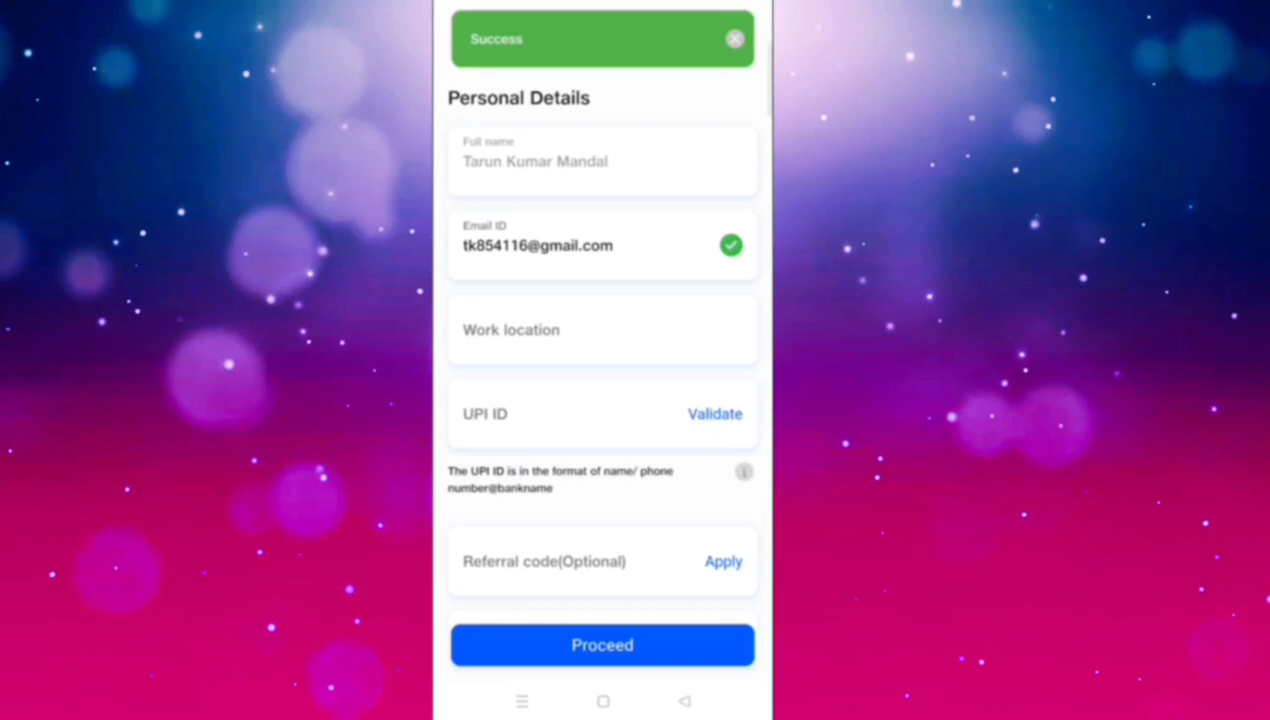 Success
Personal Details
Full name
Tarun Kumar Mandal
Email ID
tk854116@gmail.com
Work location
UPI ID
Validate
The UPI ID is in the format of name/ phone
number@bankname
Referral code(Optional)
Apply
Proceed